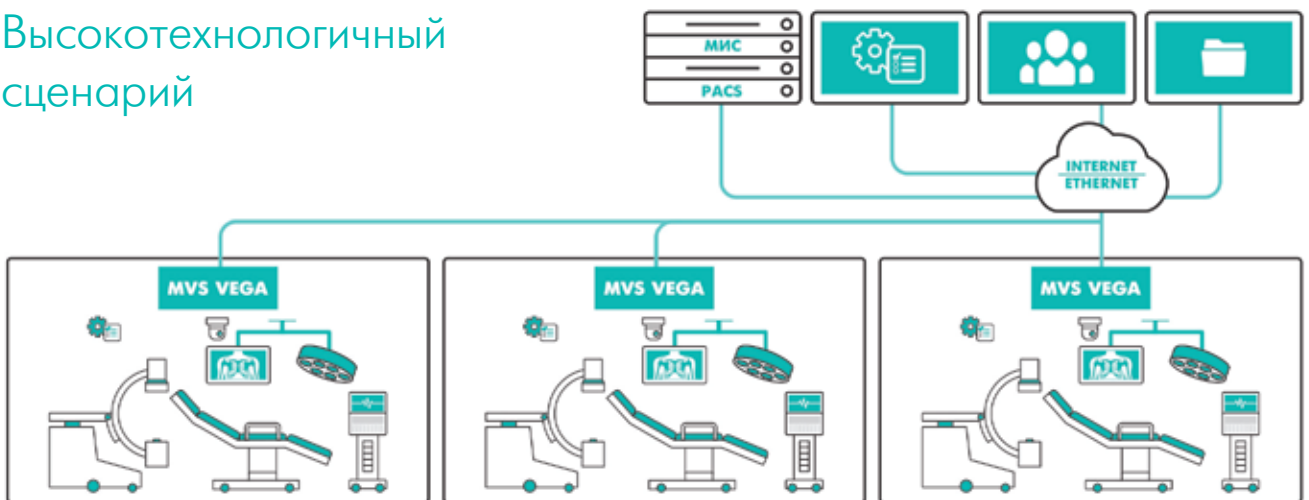 Высокотехнологичный
сценарий
МИС
PACS
INTERNET
ETHERNET
MVS VEGA
MVS VEGA
MVS VEGA